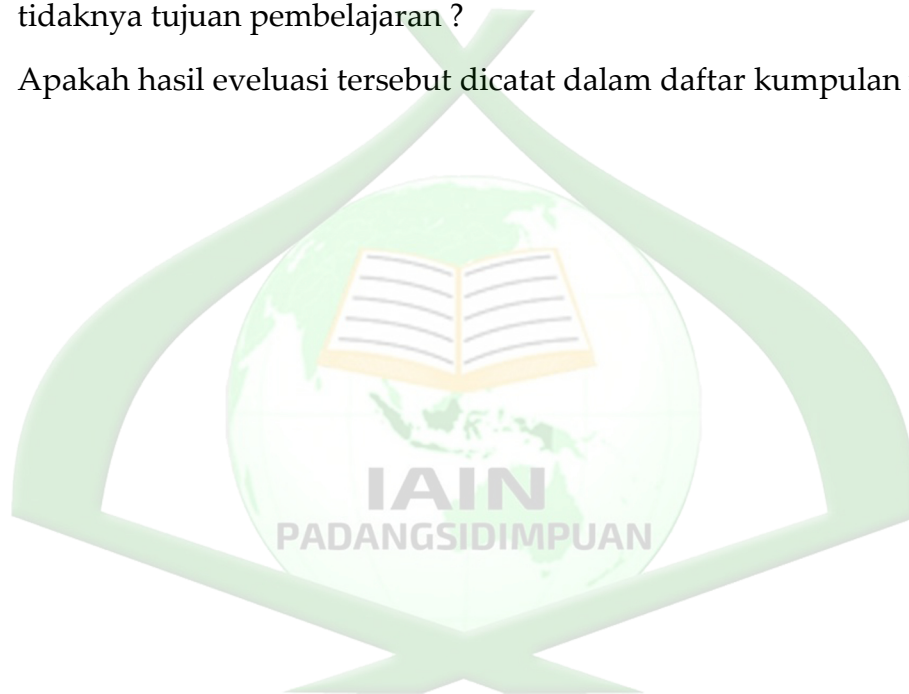 tidaknya tujuan pembelajaran ?
Apakah hasil eveluasi tersebut dicatat dalam daftar kumpulan
IAIN
PADANGSIDIMPUAN